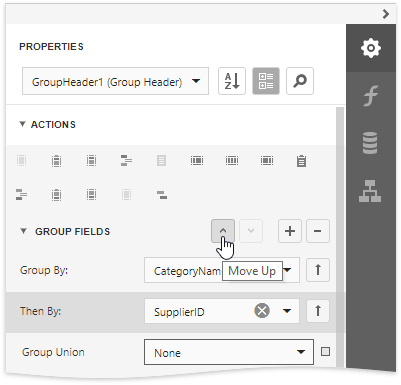 PROPERTIES
GroupHeader1 (Group Header)
ACTIONS
GROUP FIELDS
Group By:
CategoryNam
Move Up
Then By:
SupplierID
Group Union
None